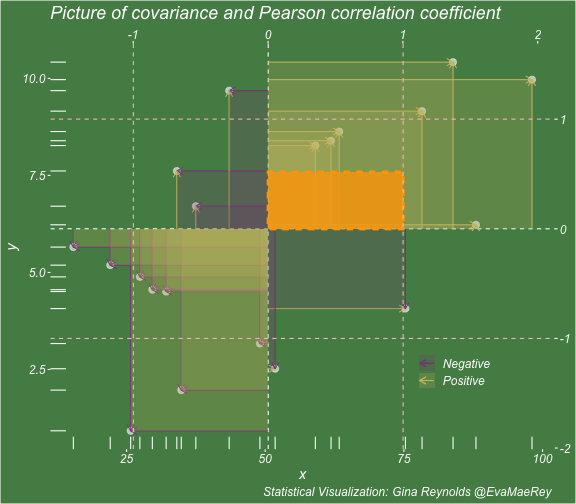 Picture of covariance and Pearson correlation coefficient
-1 0 1 2
10.0
1
7.5
y
0
5.0
-1
Negative
2.5
Positive
-2
25 50 75 100
x
Statistical Visualization: Gina Reynolds @EvaMaeRey